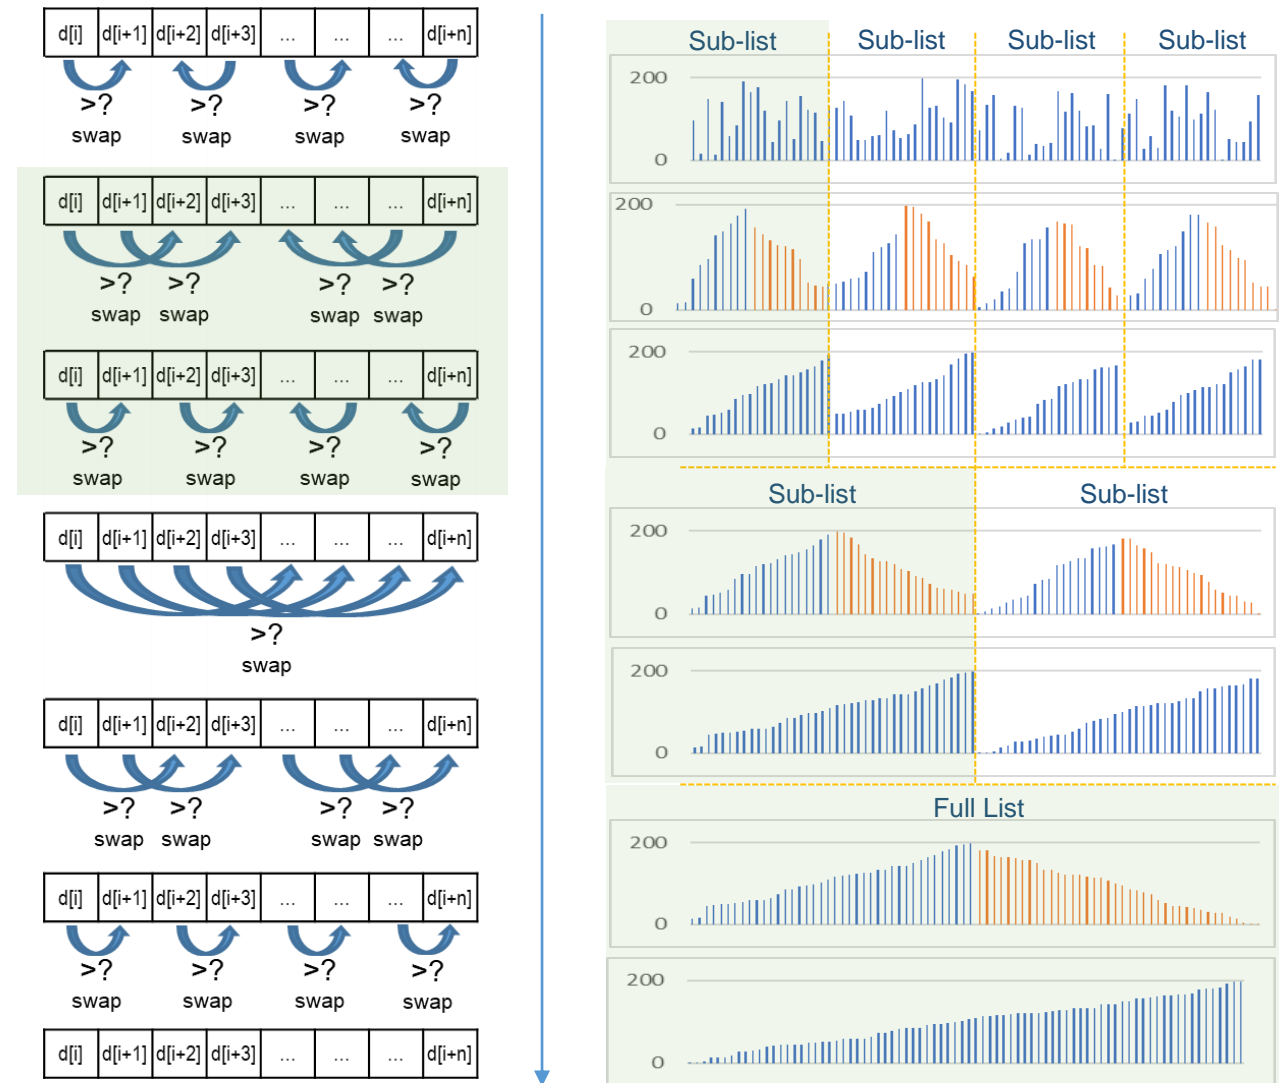 d[i] d[i+1] d[i+2] d[i+3] ... ... ... d[i+n]
>? >? >? >?
swap swap swap swap
d[i] d[i+1] d[i+2] d[i+3] ... ... ... d[i+n]
>? >? >? >?
swap swap swap swap
d[i] d[i+1] d[i+2] d[i+3] ... ... ... d[i+n]
>? >? >? >?
swap swap swap swap
d[i] d[i+1] d[i+2] d[i+3] ... ... ... d[i+n]
>?
swap
d[i] d[i+1] d[i+2] d[i+3] ... ... ... d[i+n]
>? >? >? >?
swap swap swap swap
d[i] d[i+1] d[i+2] d[i+3] ... ... ... d[i+n]
>? >? >? >?
swap swap swap swap
d[i] d[i+1] d[i+2] d[i+3] ... ... ... d[i+n]
Sub-list Sub-list Sub-list Sub-list
200
0
200
0
200
0
Sub-list Sub-list
200
0
200
0
Full List
200
0
200
0